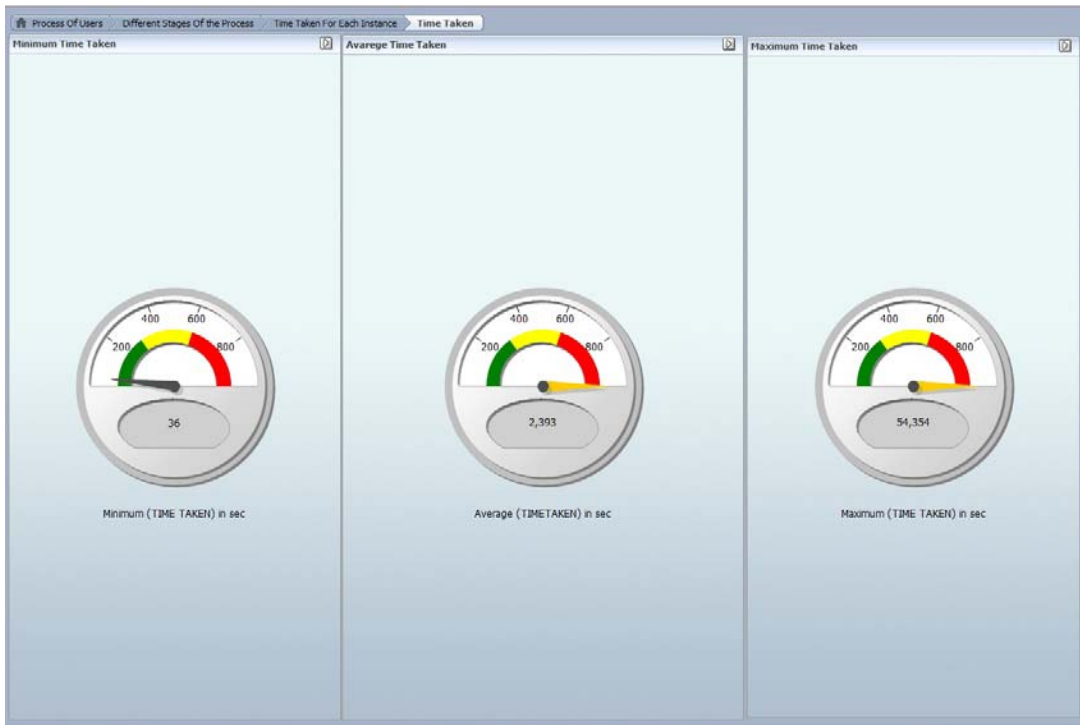 Process Of Users Different Stages Of the Process Time Taken For Each Instance Time Taken
Minimum Time Taken
Avarege Time Taken
Maximum Time Taken
400 600
200 800
36
Minimum (TIME TAKEN) in sec
400 600
200 800
2,393
Average (TIMETAKEN) in sec
400 600
200 800
54,354
Maximum (TIME TAKEN) in sec